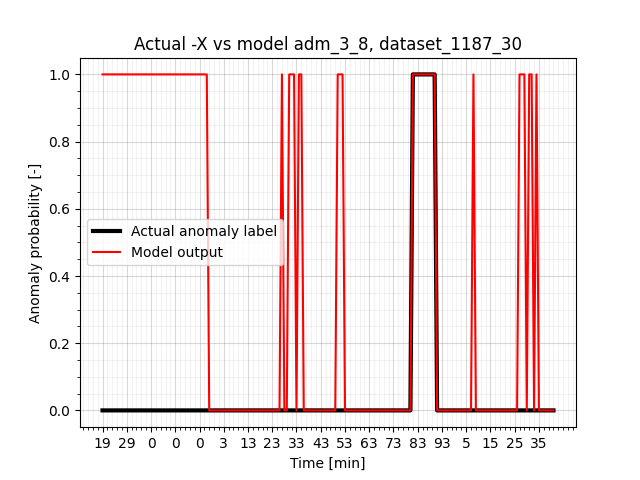 Actual -X vs model adm_3_8, dataset_1187_30
Anomaly probability [-]
1.0
0.8
0.6
0.4
0.2
0.0
Actual anomaly label
Model output
19 29 0 0 0 3 13 23 33 43 53 63 73 83 93 5 15 25 35
Time [min]